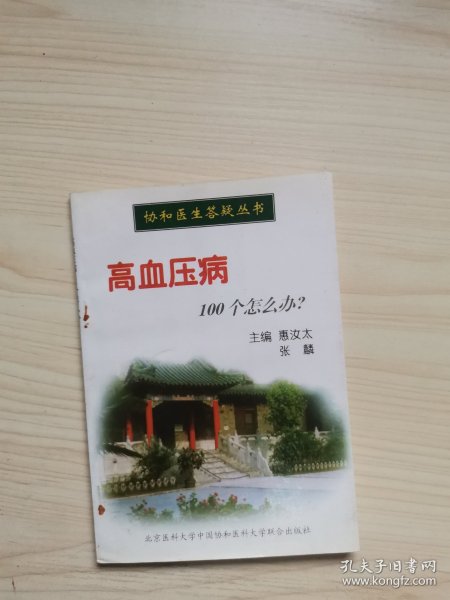 协和医生答疑丛书
高血压病
100个怎么办?
主编 惠汝太
张 麟
北京医科大学中国协和医科大学联合出版社
孔夫子旧书网
www.kongfz.com